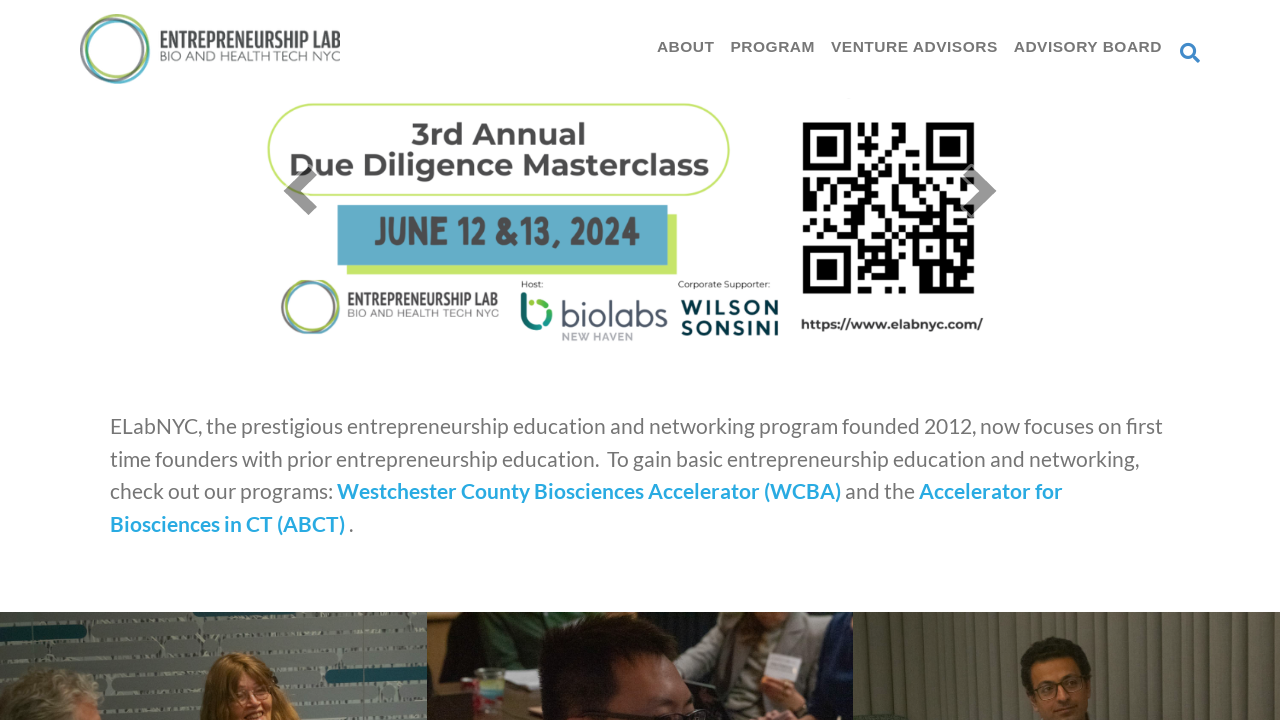 ENTREPRENEURSHIP LAB
BIO AND HEALTH TECH NYC
ABOUT PROGRAM VENTURE ADVISORS ADVISORY BOARD
3rd Annual
Due Diligence Masterclass
JUNE 12 &13, 2024
ENTREPRENEURSHIP LAB
BIO AND HEALTH TECH NYC
Host:
biolabs
NEW HAVEN
Corporate Supporter:
WILSON
SONSINI
https://www.elabnyc.com/
ELabNYC, the prestigious entrepreneurship education and networking program founded 2012, now focuses on first
time founders with prior entrepreneurship education. To gain basic entrepreneurship education and networking,
check out our programs: Westchester County Biosciences Accelerator (WCBA) and the Accelerator for
Biosciences in CT (ABCT) .